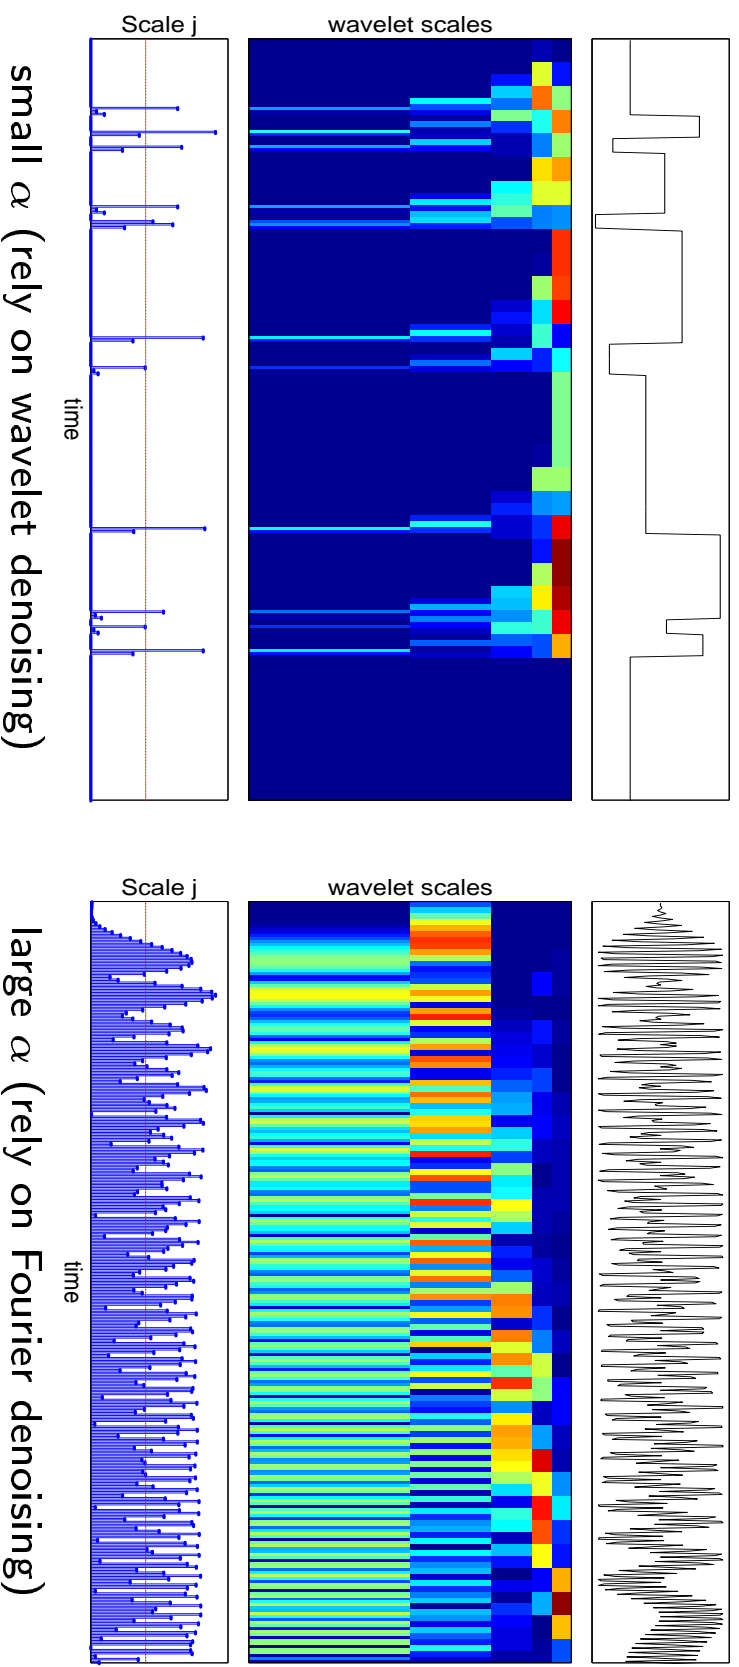 Scale j
wavelet scales
time
small α (rely on wavelet denoising)
Scale j
wavelet scales
time
large α (rely on Fourier denoising)